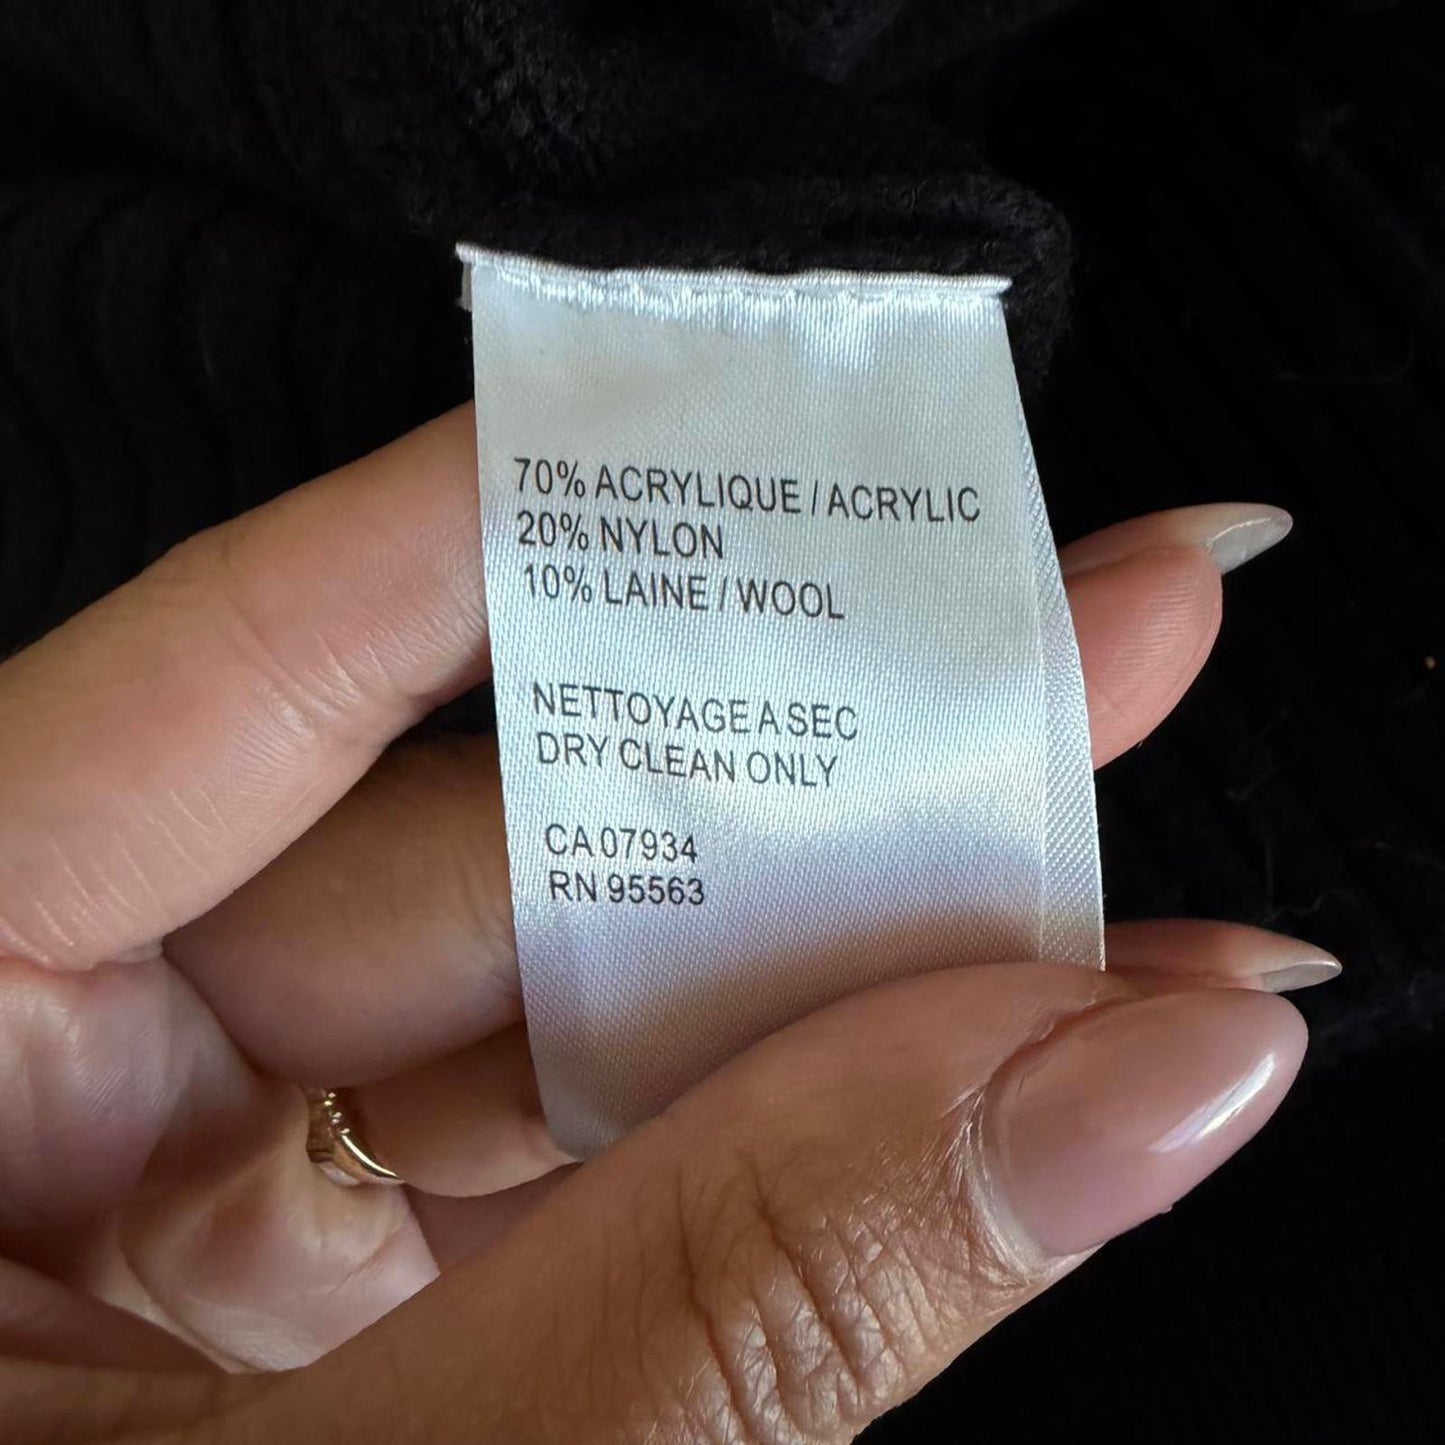 70% ACRYLIQUE / ACRYLIC
20% NYLON
10% LAINE / WOOL
NETTOYAGE A SEC
DRY CLEAN ONLY
CA 07934
RN 95563